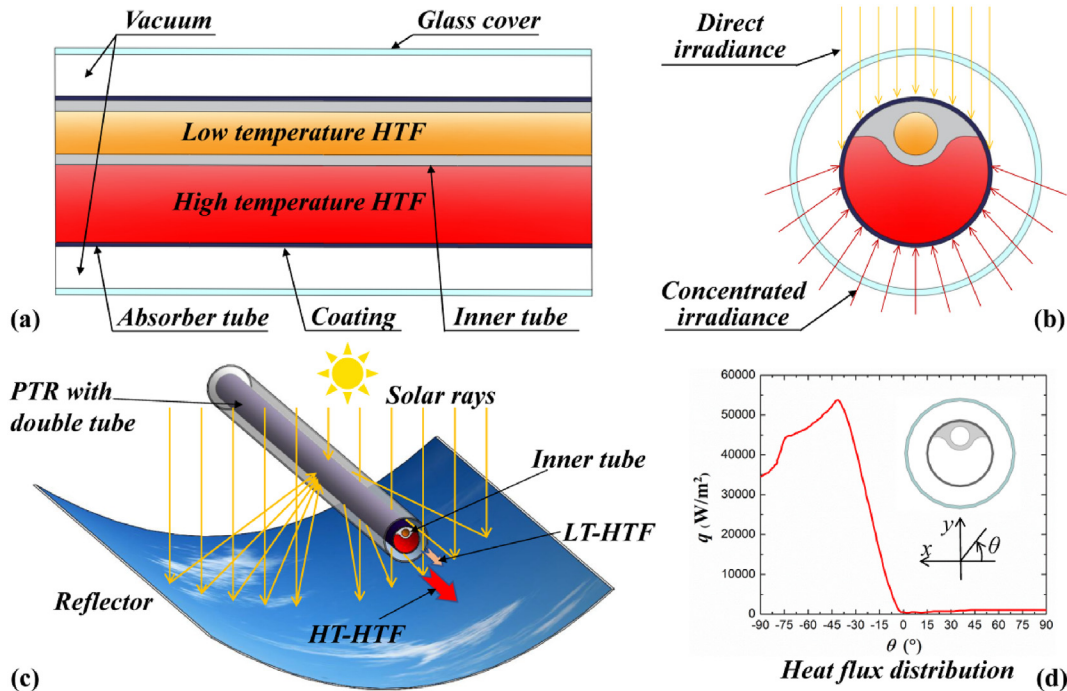 Vacuum
Glass cover
Low temperature HTF
High temperature HTF
(a)
Absorber tube
Coating
Inner tube
Direct
irradiance
Concentrated
irradiance
(b)
PTR with
double tube
Solar rays
Inner tube
LT-HTF
Reflector
HT-HTF
(c)
60000
50000
40000
30000
20000
10000
0
q (W/m²)
y
x
θ
-90 -75 -60 -45 -30 -15 0 15 30 45 60 75 90
θ (°)
Heat flux distribution
(d)